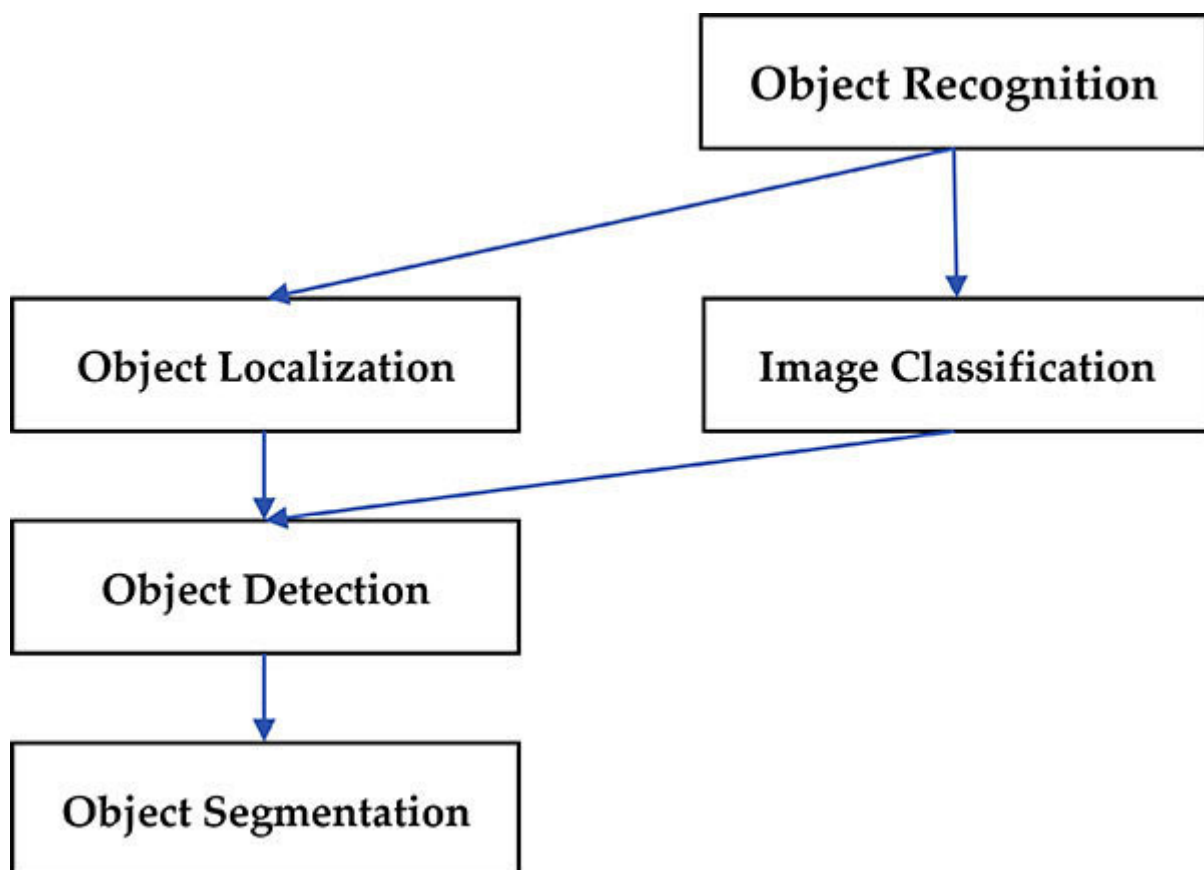 Object Recognition
Object Localization
Image Classification
Object Detection
Object Segmentation